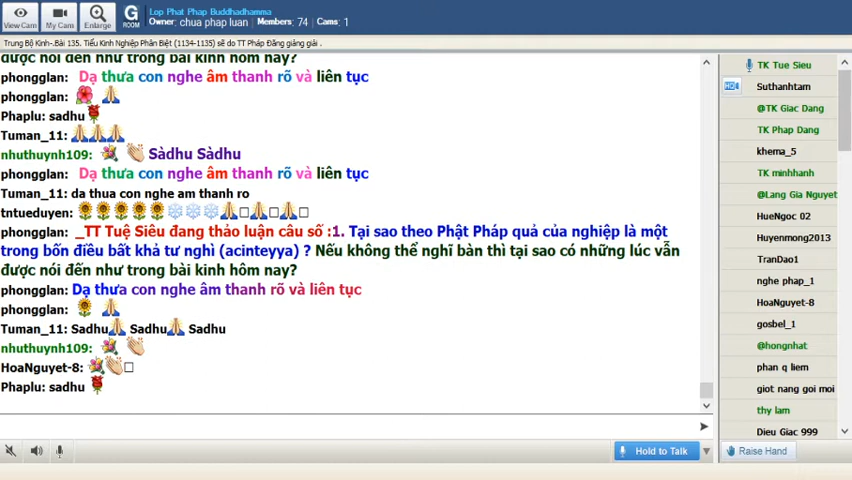 Lop Phat Phap Buddhadhamma
Owner: chua phap luan Members: 74 Cams: 1
View Cam
My Cam
Enlarge
G
ROOM
Trung Bộ Kinh-.Bài 135. Tiểu Kinh Nghiệp Phân Biệt (1134-1135) sẽ do TT Pháp Đăng giảng giải .
được nói đến như trong bài kinh hôm nay?
phongglan: Dạ thưa con nghe âm thanh rõ và liên tục
phongglan:
Phaplu: sadhu
Tuman_11:
nhuthuynh109: Sàdhu Sàdhu
phongglan: Dạ thưa con nghe âm thanh rõ và liên tục
Tuman_11: da thua con nghe am thanh ro
tntueduyen:
phongglan: _TT Tuệ Siêu đang thảo luận câu số :1. Tại sao theo Phật Pháp quả của nghiệp là một
trong bốn điều bất khả tư nghì (acinteyya) ? Nếu không thể nghĩ bàn thì tại sao có những lúc vẫn
được nói đến như trong bài kinh hôm nay?
phongglan: Dạ thưa con nghe âm thanh rõ và liên tục
phongglan:
Tuman_11: Sadhu Sadhu Sadhu
nhuthuynh109:
HoaNguyet-8:
Phaplu: sadhu
TK Tue Sieu
Suthanhtam
@TK Giac Dang
TK Phap Dang
khema_5
TK minhhanh
@Lang Gia Nguyet
HueNgoc 02
Huyenmong2013
TranDao1
nghe phap_1
HoaNguyet-8
gosbel_1
@hongnhat
phan q liem
giot nang goi moi
thy lam
Dieu Giac 999
Hold to Talk
Raise Hand